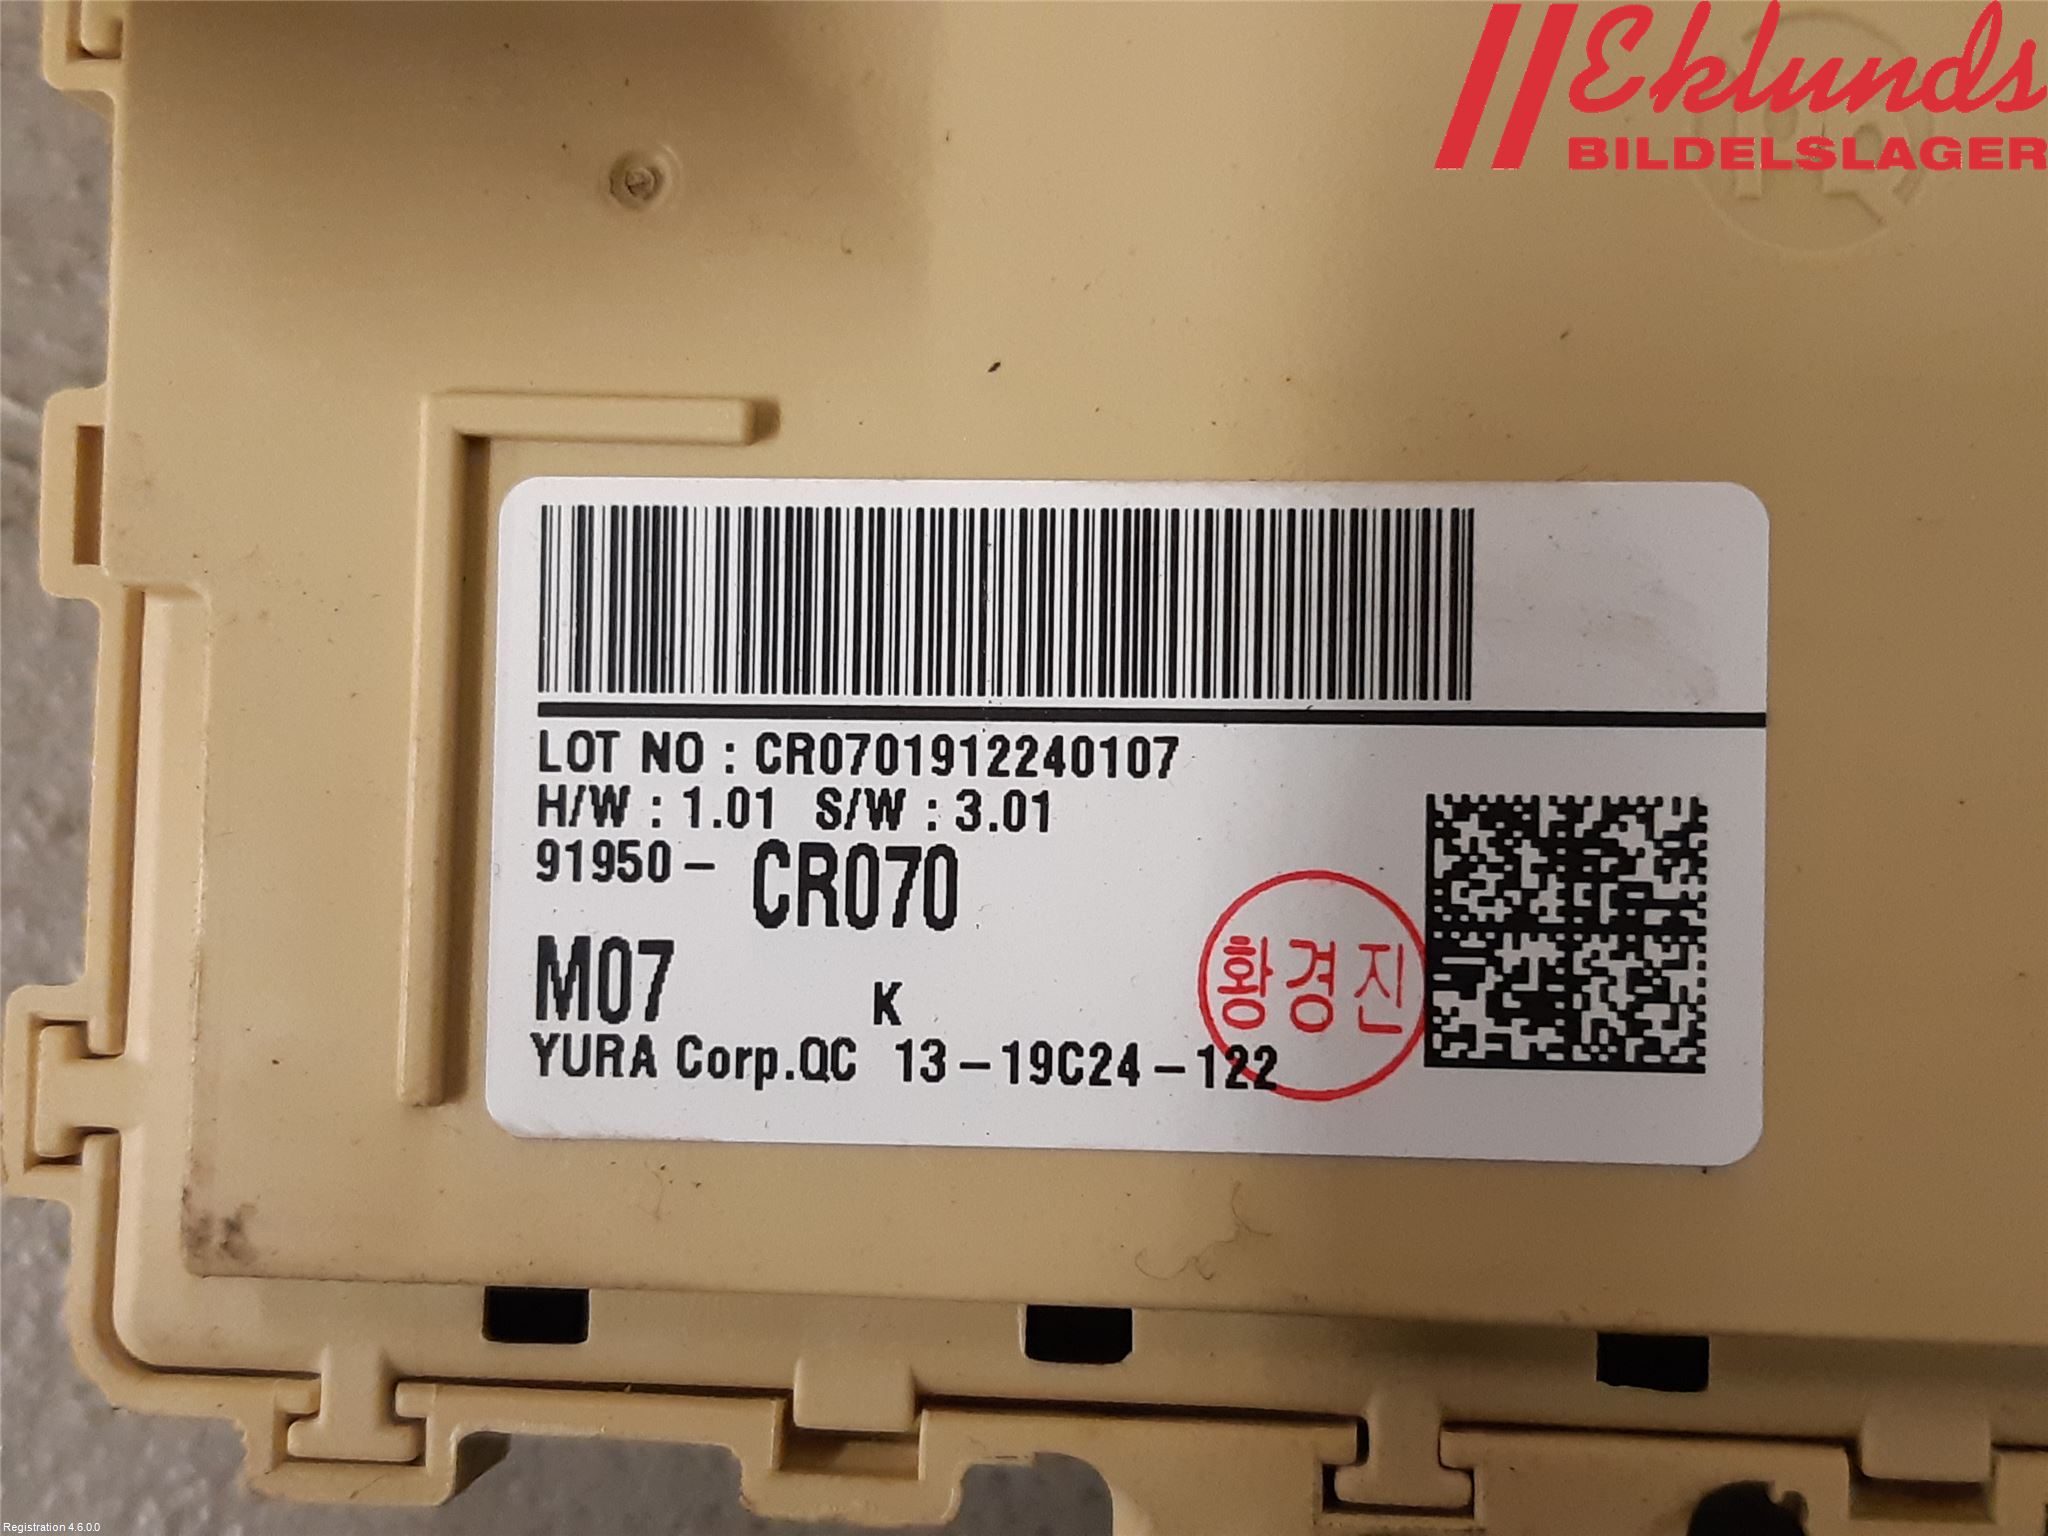 Eklunds
BILDELSLAGER
LOT NO : CR0701912240107
H/W : 1.01 S/W : 3.01
91950- CR070
M07 K
황경진
YURA Corp.QC 13-19C24-122
Registration 4.6.0.0